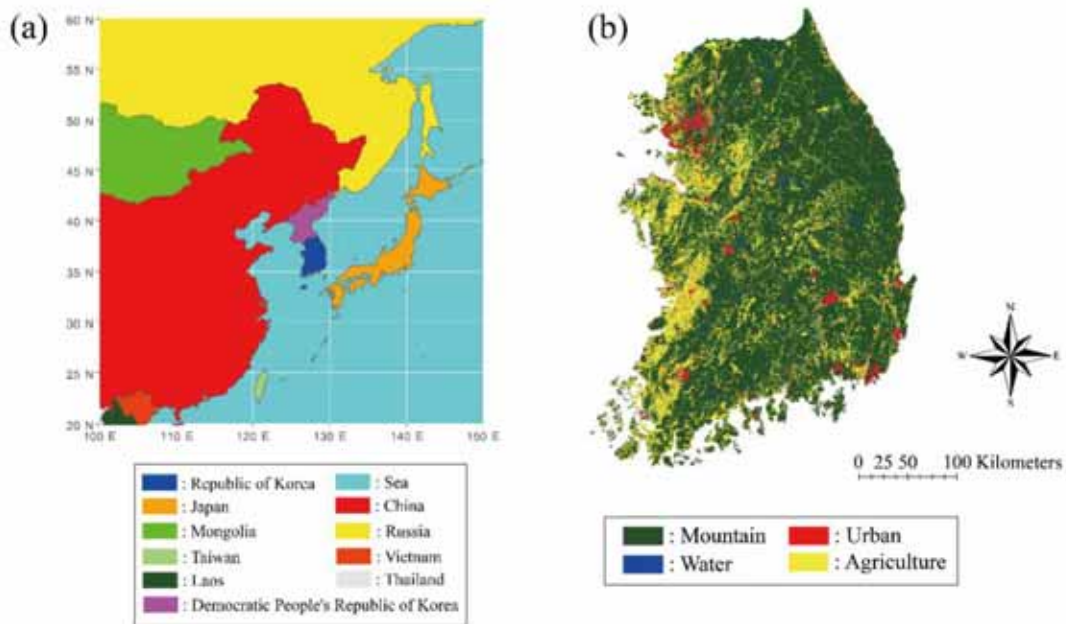 (a)
60 N
55 N
50 N
45 N
40 N
35 N
30 N
25 N
20 N
100 E 110 E 120 E 130 E 140 E 150 E
: Republic of Korea : Sea
: Japan : China
: Mongolia : Russia
: Taiwan : Vietnam
: Laos : Thailand
: Democratic People's Republic of Korea
(b)
N
W E
S
0 25 50 100 Kilometers
: Mountain : Urban
: Water : Agriculture